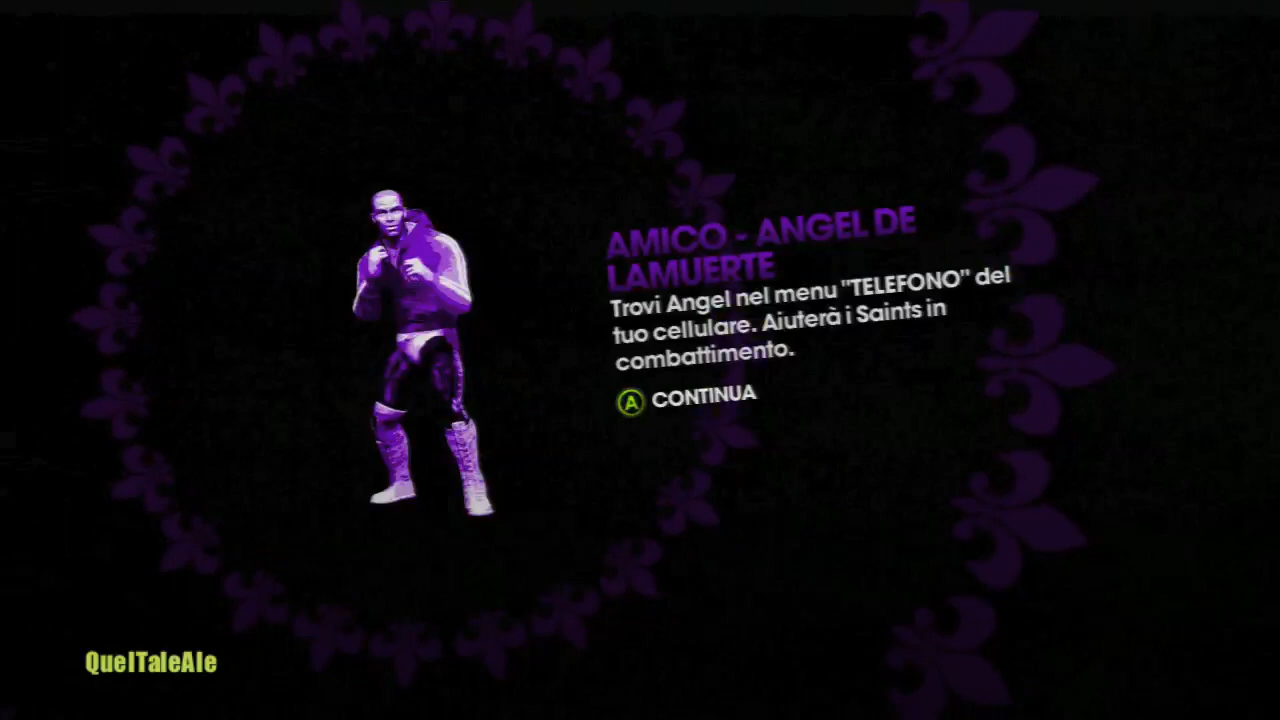 AMICO - ANGEL DE
LAMUERTE
Trovi Angel nel menu "TELEFONO" del
tuo cellulare. Aiuterà i Saints in
combattimento.
A CONTINUA
QuelTaleAle